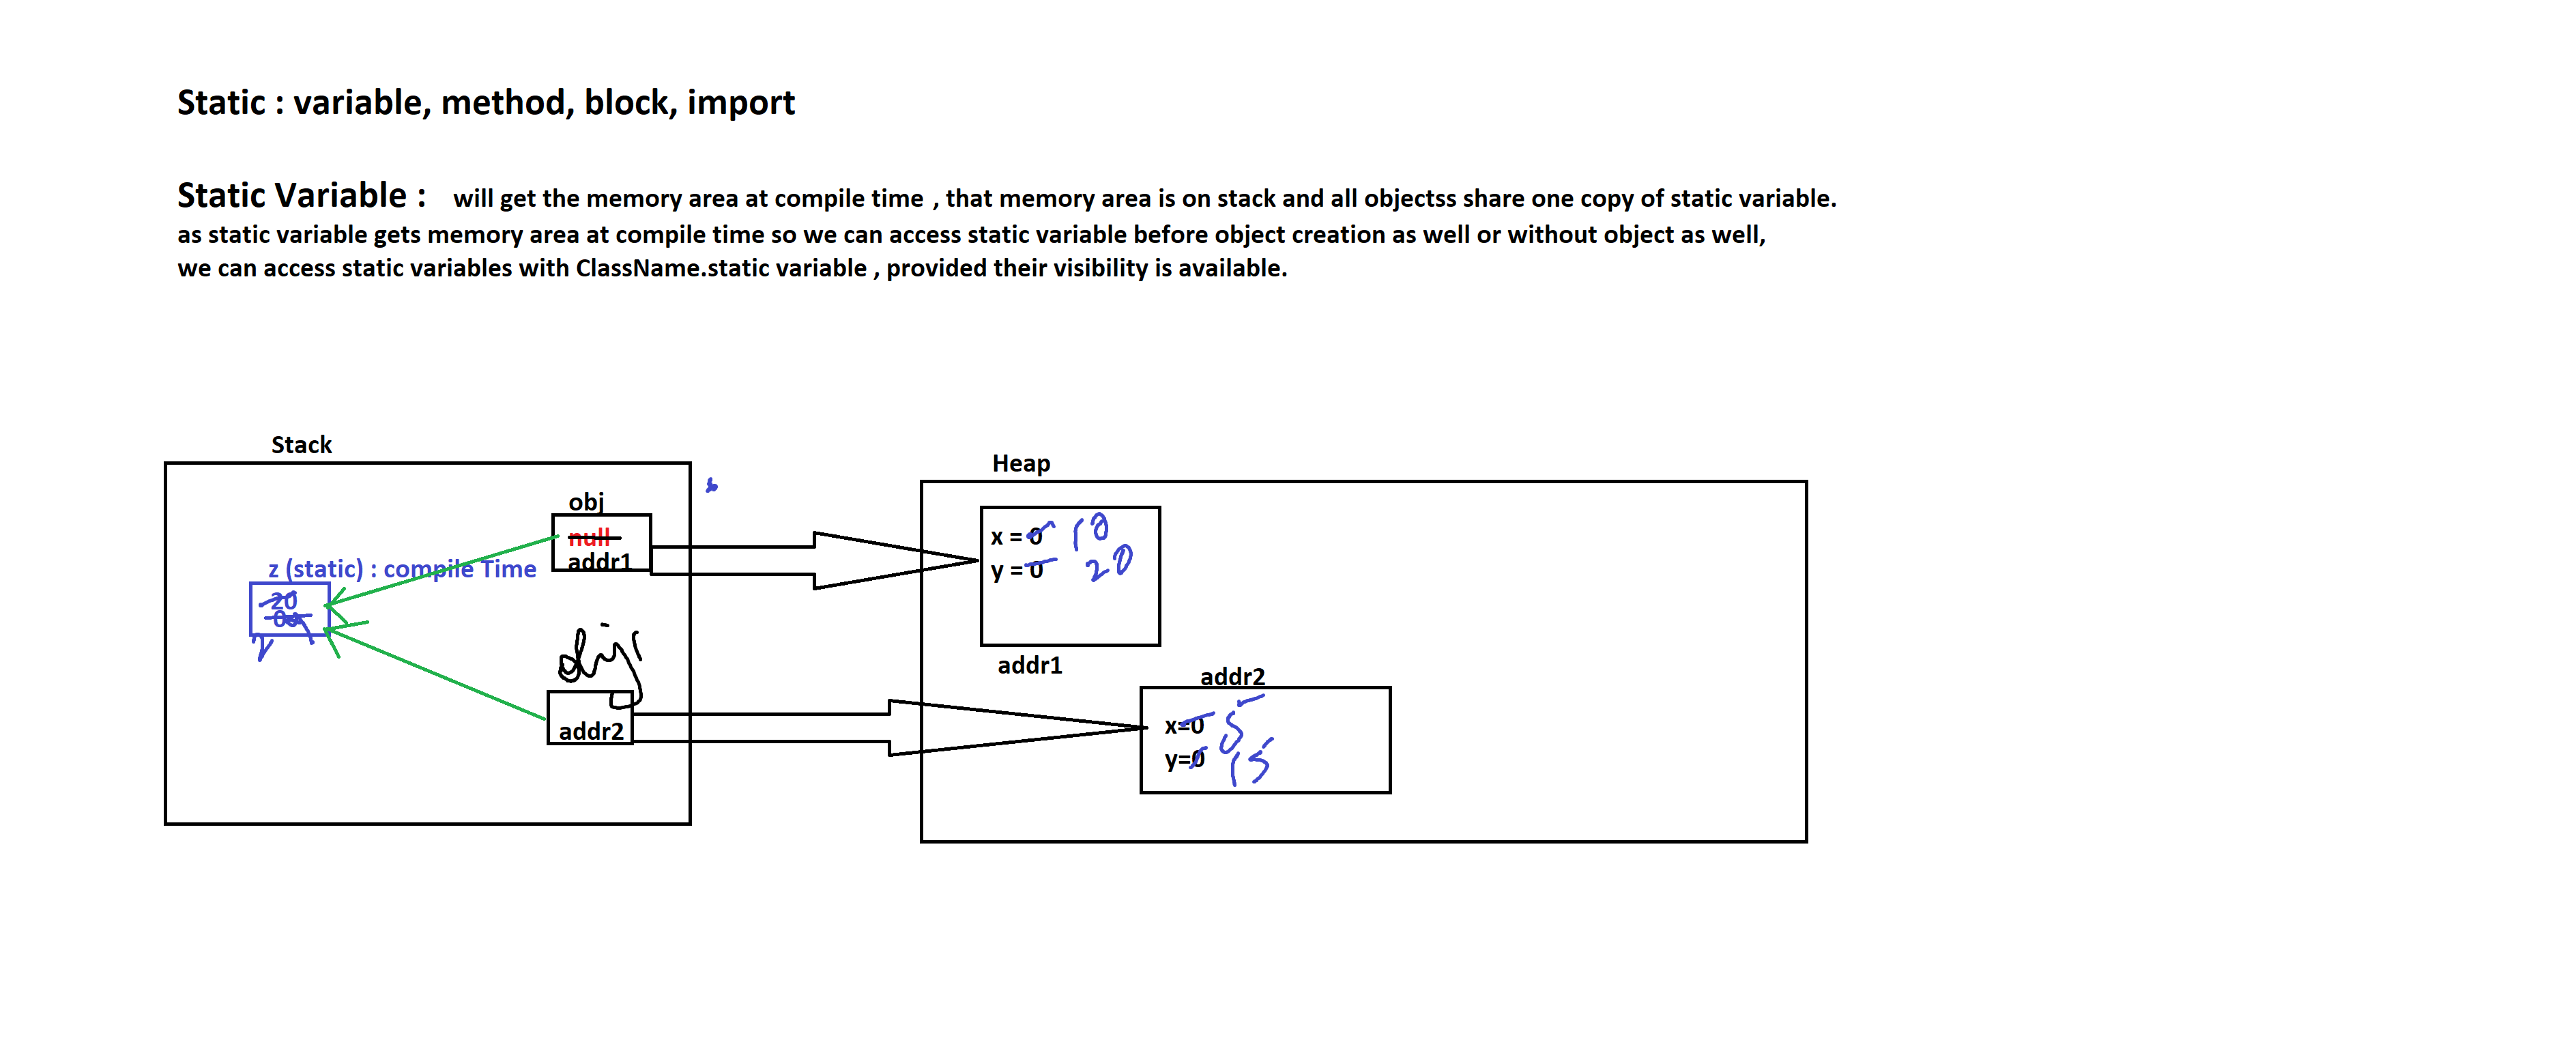 Static : variable, method, block, import
Static Variable : will get the memory area at compile time , that memory area is on stack and all objectss share one copy of static variable.
as static variable gets memory area at compile time so we can access static variable before object creation as well or without object as well,
we can access static variables with ClassName.static variable , provided their visibility is available.
Stack
Heap
obj
null
addr1
z (static) : compile Time
20
x = 0 10
y = 0 20
addr1
addr2
addr2
x=0 5
y=0 15